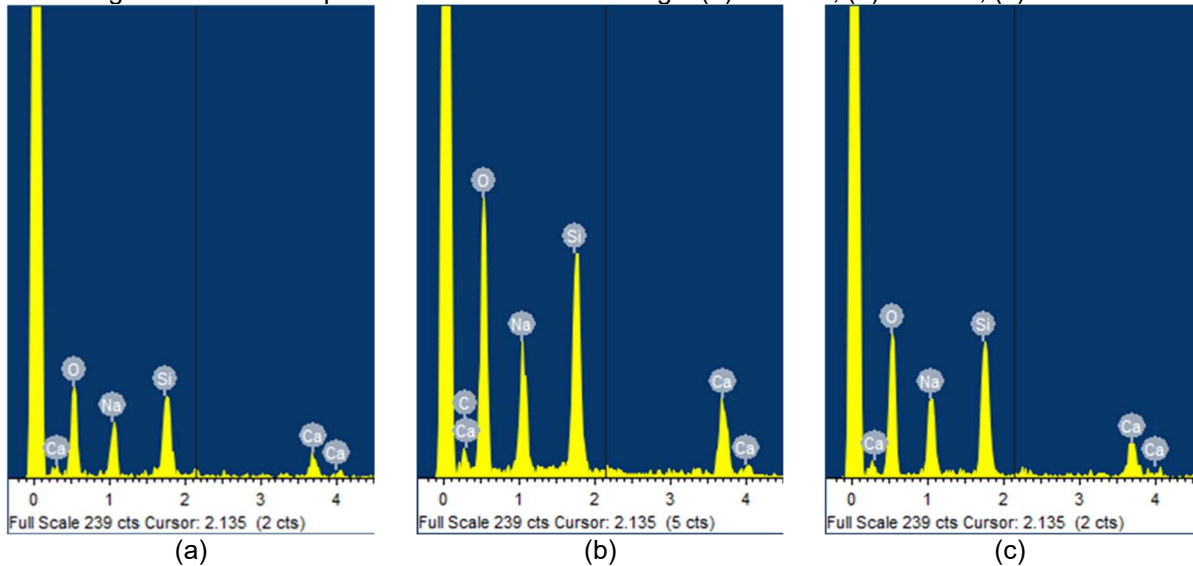 O
Na
Si
Ca
Ca
Ca
0 1 2 3 4
Full Scale 239 cts Cursor: 2.135 (2 cts)
(a)
O
Si
Na
C
Ca
Ca
Ca
0 1 2 3 4
Full Scale 239 cts Cursor: 2.135 (5 cts)
(b)
O
Si
Na
Ca
Ca
Ca
0 1 2 3 4
Full Scale 239 cts Cursor: 2.135 (2 cts)
(c)